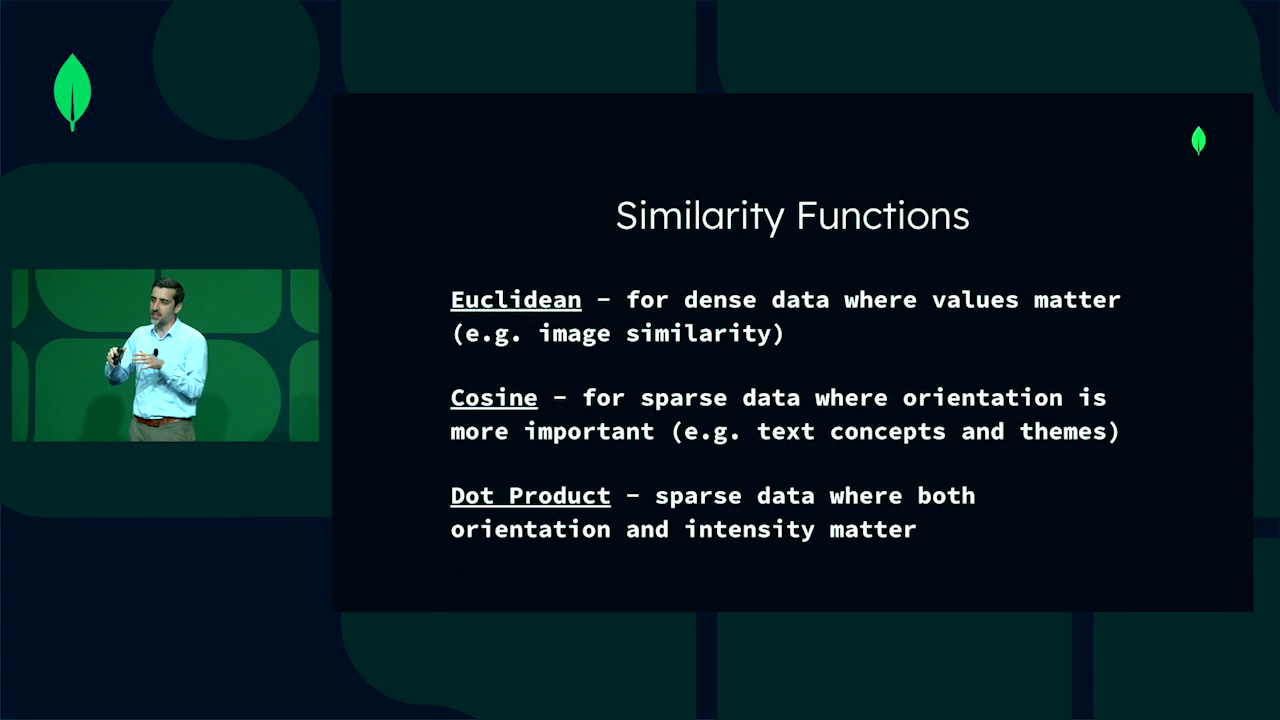 Similarity Functions
Euclidean – for dense data where values matter
(e.g. image similarity)
Cosine – for sparse data where orientation is
more important (e.g. text concepts and themes)
Dot Product – sparse data where both
orientation and intensity matter